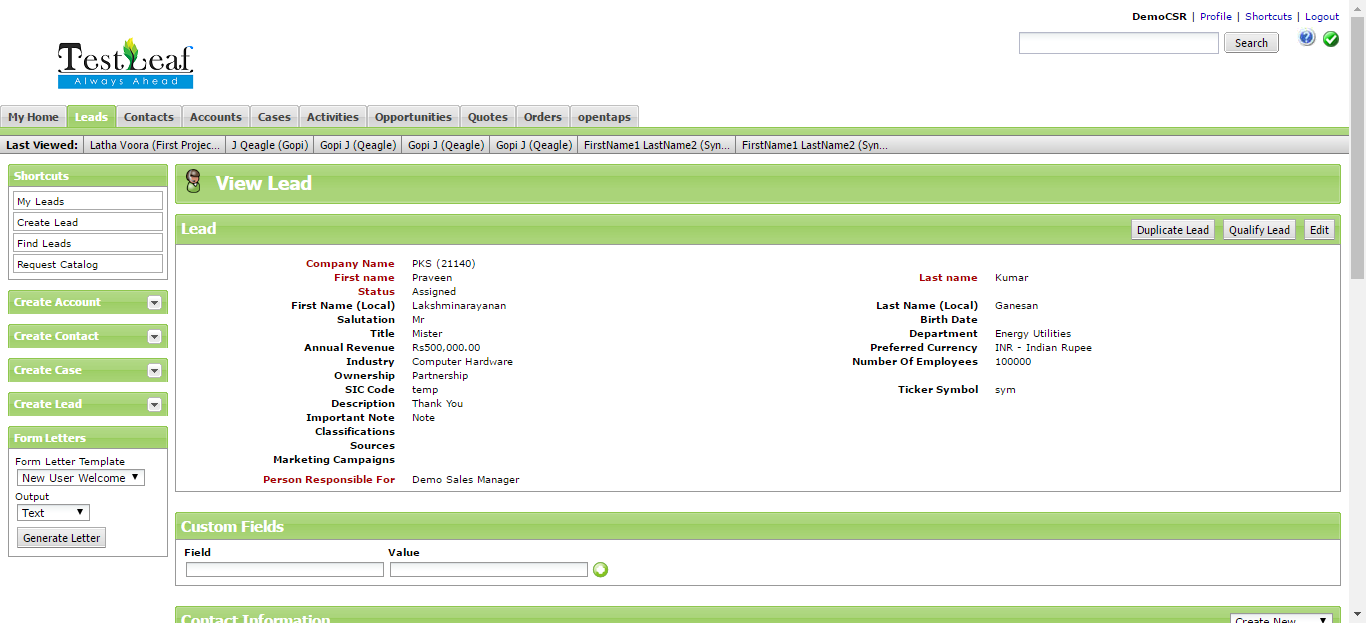 DemoCSR | Profile | Shortcuts | Logout
Search
TestLeaf
Always Ahead
My Home Leads Contacts Accounts Cases Activities Opportunities Quotes Orders opentaps
Last Viewed: Latha Voora (First Projec... J Qeagle (Gopi) Gopi J (Qeagle) Gopi J (Qeagle) Gopi J (Qeagle) FirstName1 LastName2 (Syn... FirstName1 LastName2 (Syn...
Shortcuts
My Leads
Create Lead
Find Leads
Request Catalog
Create Account
Create Contact
Create Case
Create Lead
Form Letters
Form Letter Template
New User Welcome
Output
Text
Generate Letter
View Lead
Lead Duplicate Lead Qualify Lead Edit
Company Name PKS (21140)
First name Praveen Last name Kumar
Status Assigned
First Name (Local) Lakshminarayanan Last Name (Local) Ganesan
Salutation Mr Birth Date
Title Mister Department Energy Utilities
Annual Revenue Rs500,000.00 Preferred Currency INR - Indian Rupee
Industry Computer Hardware Number Of Employees 100000
Ownership Partnership
SIC Code temp Ticker Symbol sym
Description Thank You
Important Note Note
Classifications
Sources
Marketing Campaigns
Person Responsible For Demo Sales Manager
Custom Fields
Field Value
Contact Information Create New